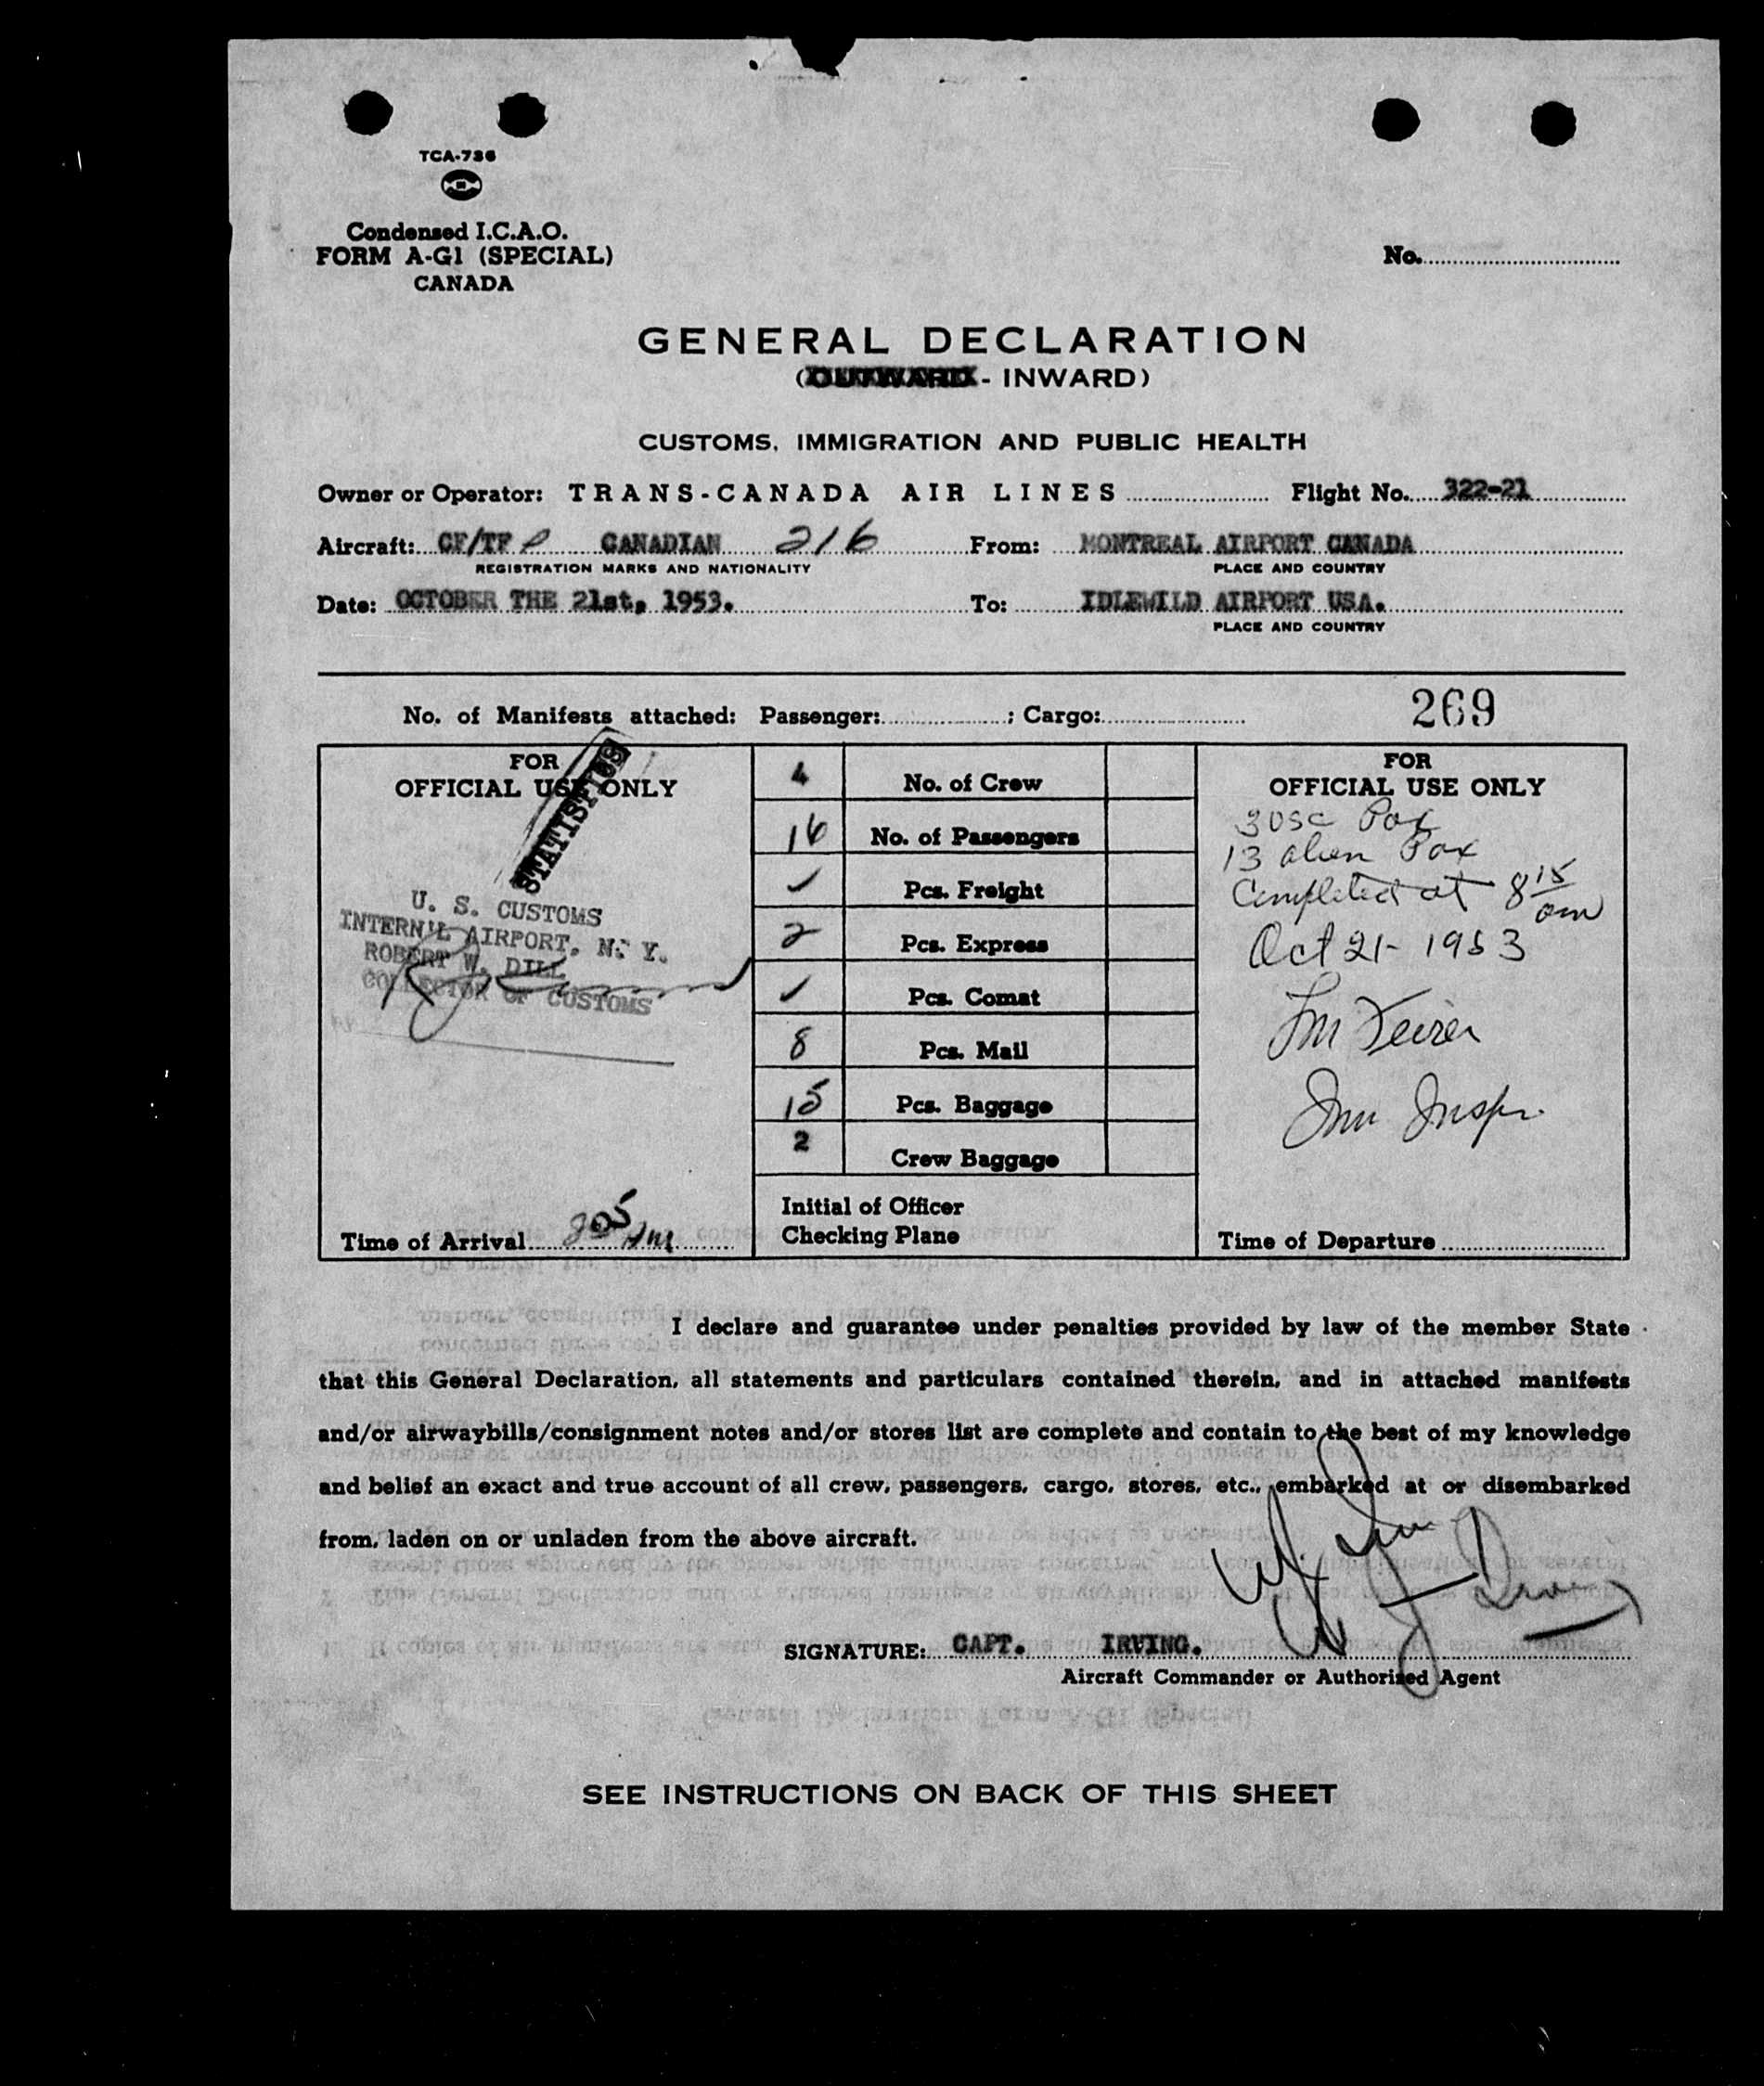 TCA-736
Condensed I.C.A.O.
FORM A-G1 (SPECIAL)
CANADA
No.
GENERAL DECLARATION
(OUTWARD - INWARD)
CUSTOMS, IMMIGRATION AND PUBLIC HEALTH
Owner or Operator: TRANS-CANADA AIR LINES Flight No. 322-21
Aircraft: CF/TF P CANADIAN 216 From: MONTREAL AIRPORT CANADA
REGISTRATION MARKS AND NATIONALITY PLACE AND COUNTRY
Date: OCTOBER THE 21st, 1953. To: IDLEWILD AIRPORT USA.
PLACE AND COUNTRY
269
No. of Manifests attached: Passenger: ; Cargo:
FOR
OFFICIAL USE ONLY
STATISTICS
U. S. CUSTOMS
INTERN'L AIRPORT, N. Y.
ROBERT W. DILL
COLLECTOR OF CUSTOMS
Time of Arrival 805 Am
4 No. of Crew
16 No. of Passengers
✓ Pcs. Freight
2 Pcs. Express
✓ Pcs. Comat
8 Pcs. Mail
15 Pcs. Baggage
2 Crew Baggage
Initial of Officer
Checking Plane
FOR
OFFICIAL USE ONLY
3 USC Pax
13 alien Pax
Completed at 8 15 am
Oct 21- 1953
Imm Inspr.
Time of Departure
I declare and guarantee under penalties provided by law of the member State
that this General Declaration, all statements and particulars contained therein, and in attached manifests
and/or airwaybills/consignment notes and/or stores list are complete and contain to the best of my knowledge
and belief an exact and true account of all crew, passengers, cargo, stores, etc., embarked at or disembarked
from, laden on or unladen from the above aircraft.
SIGNATURE: CAPT. IRVING.
Aircraft Commander or Authorized Agent
SEE INSTRUCTIONS ON BACK OF THIS SHEET